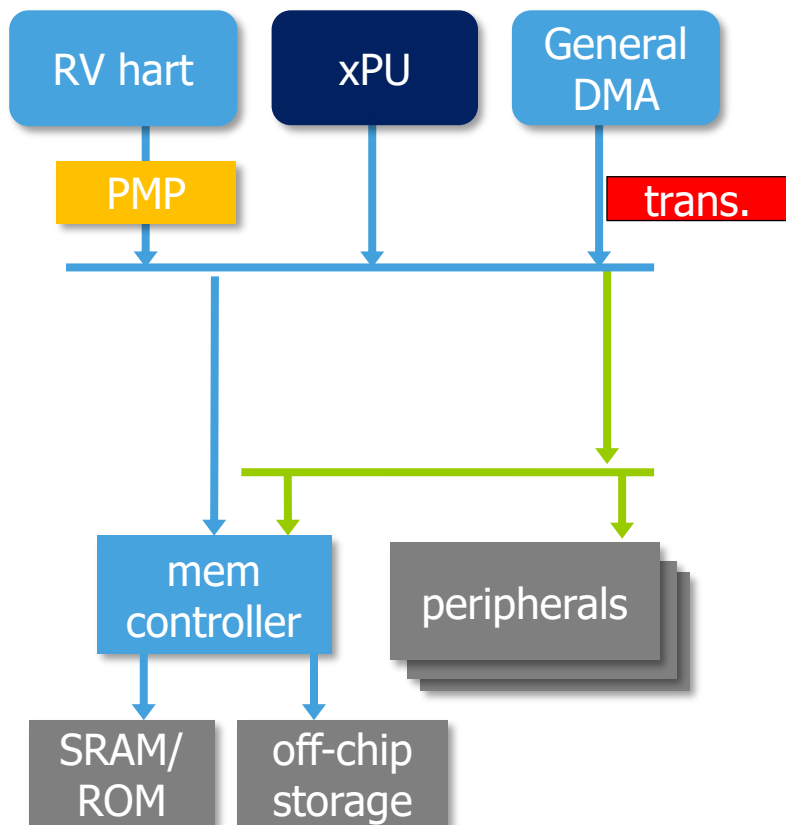 RV hart
xPU
General
DMA
PMP
trans.
mem
controller
peripherals
SRAM/
ROM
off-chip
storage